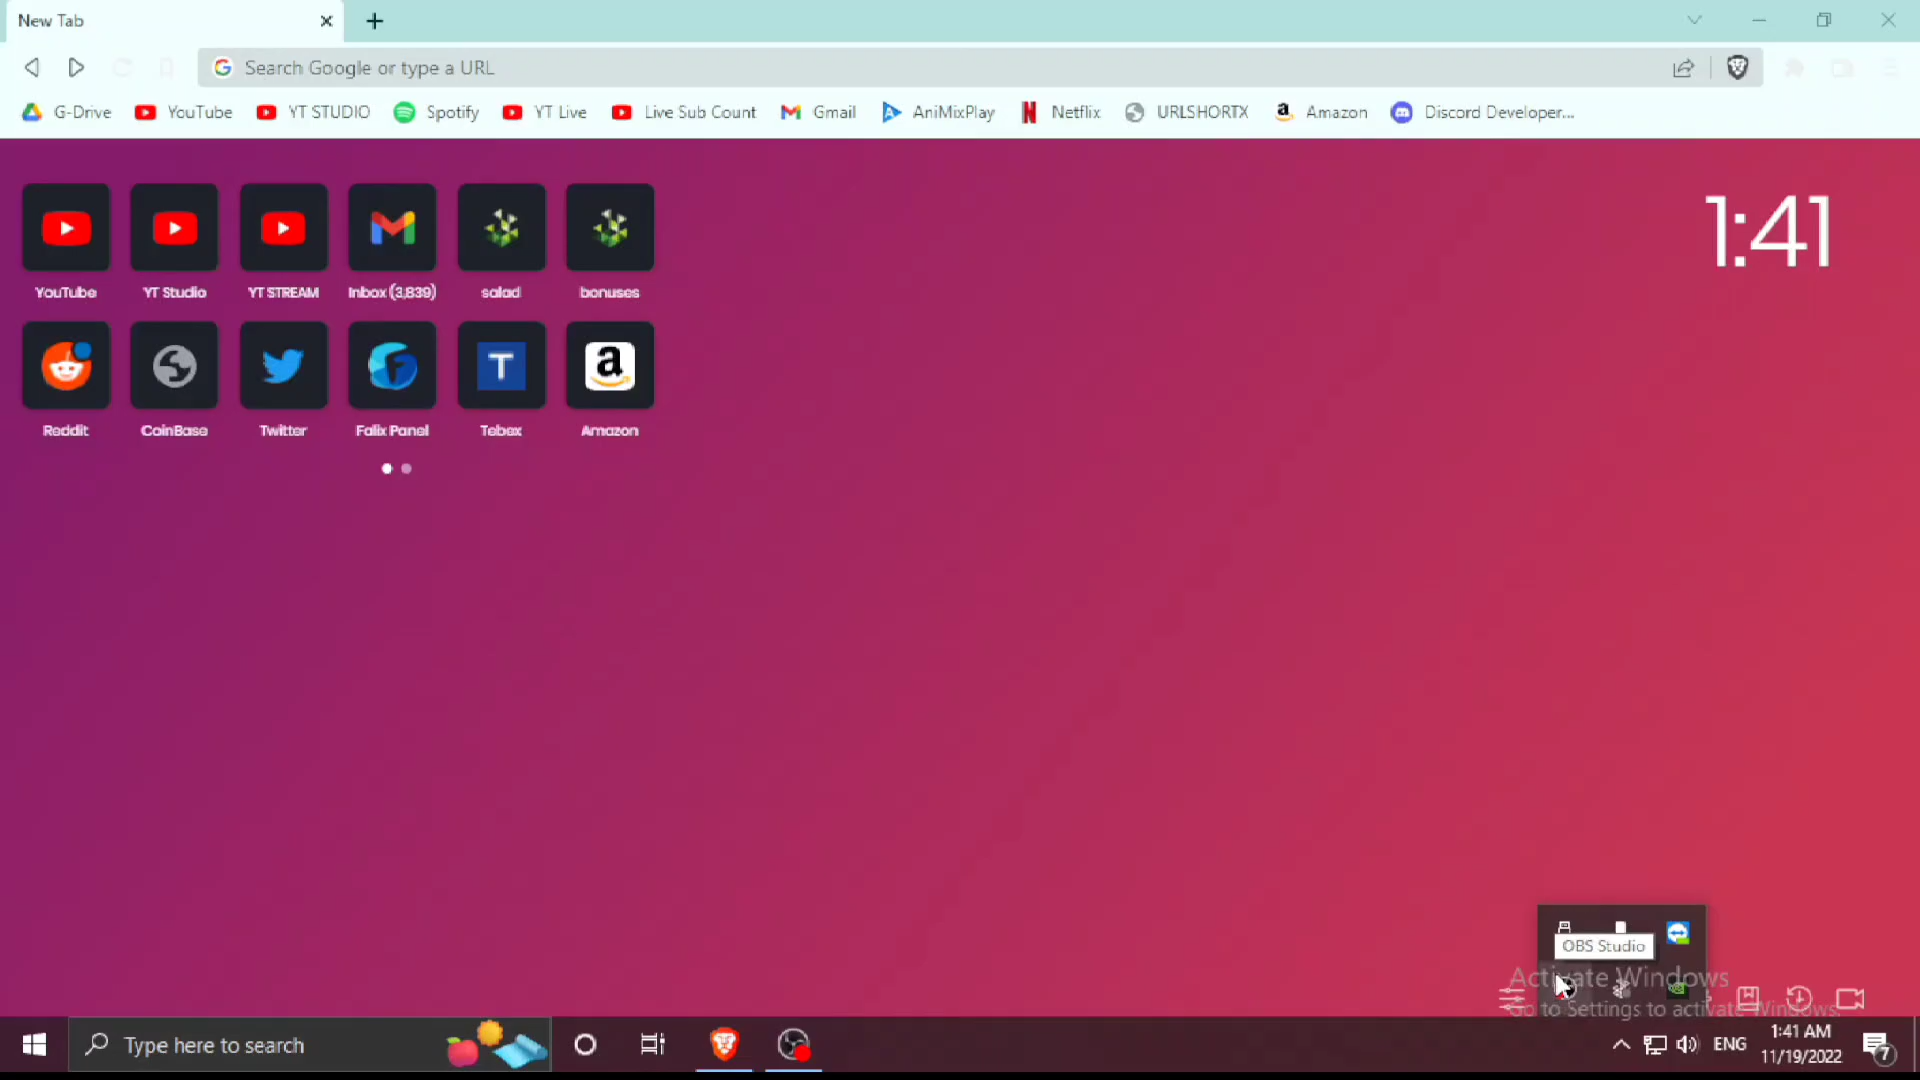 New Tab
Search Google or type a URL
G-Drive YouTube YT STUDIO Spotify YT Live Live Sub Count Gmail AniMixPlay Netflix URLSHORTX Amazon Discord Developer...
1:41
YouTube YT Studio YT STREAM Inbox (3,839) salad bonuses
Reddit CoinBase Twitter Falix Panel Tebex Amazon
OBS Studio
Activate Windows
Go to Settings to activate Windows.
Type here to search
ENG
1:41 AM
11/19/2022
7